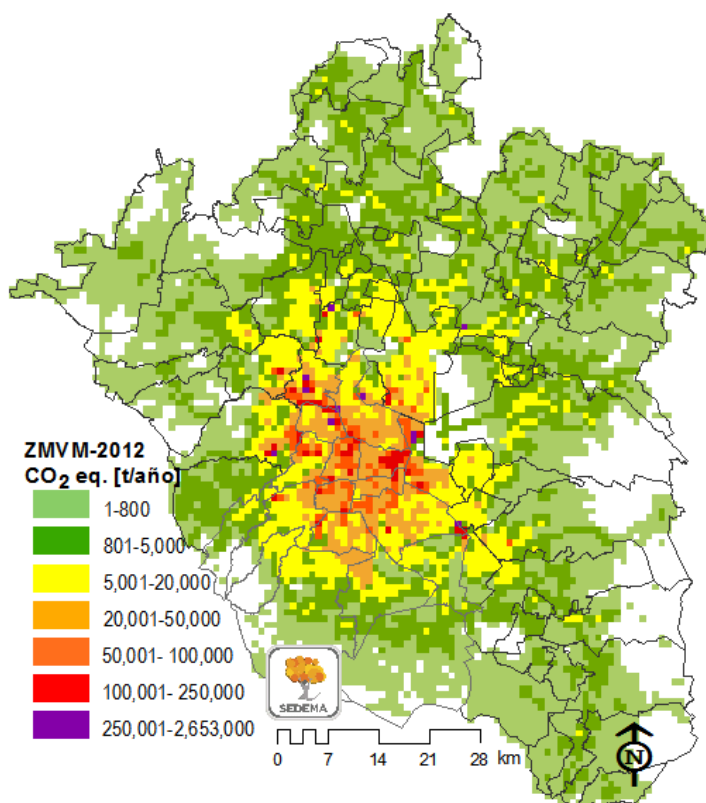 ZMVM-2012
CO2 eq. [t/año]
1-800
801-5,000
5,001-20,000
20,001-50,000
50,001- 100,000
100,001- 250,000
250,001-2,653,000
SEDEMA
0 7 14 21 28 km
N